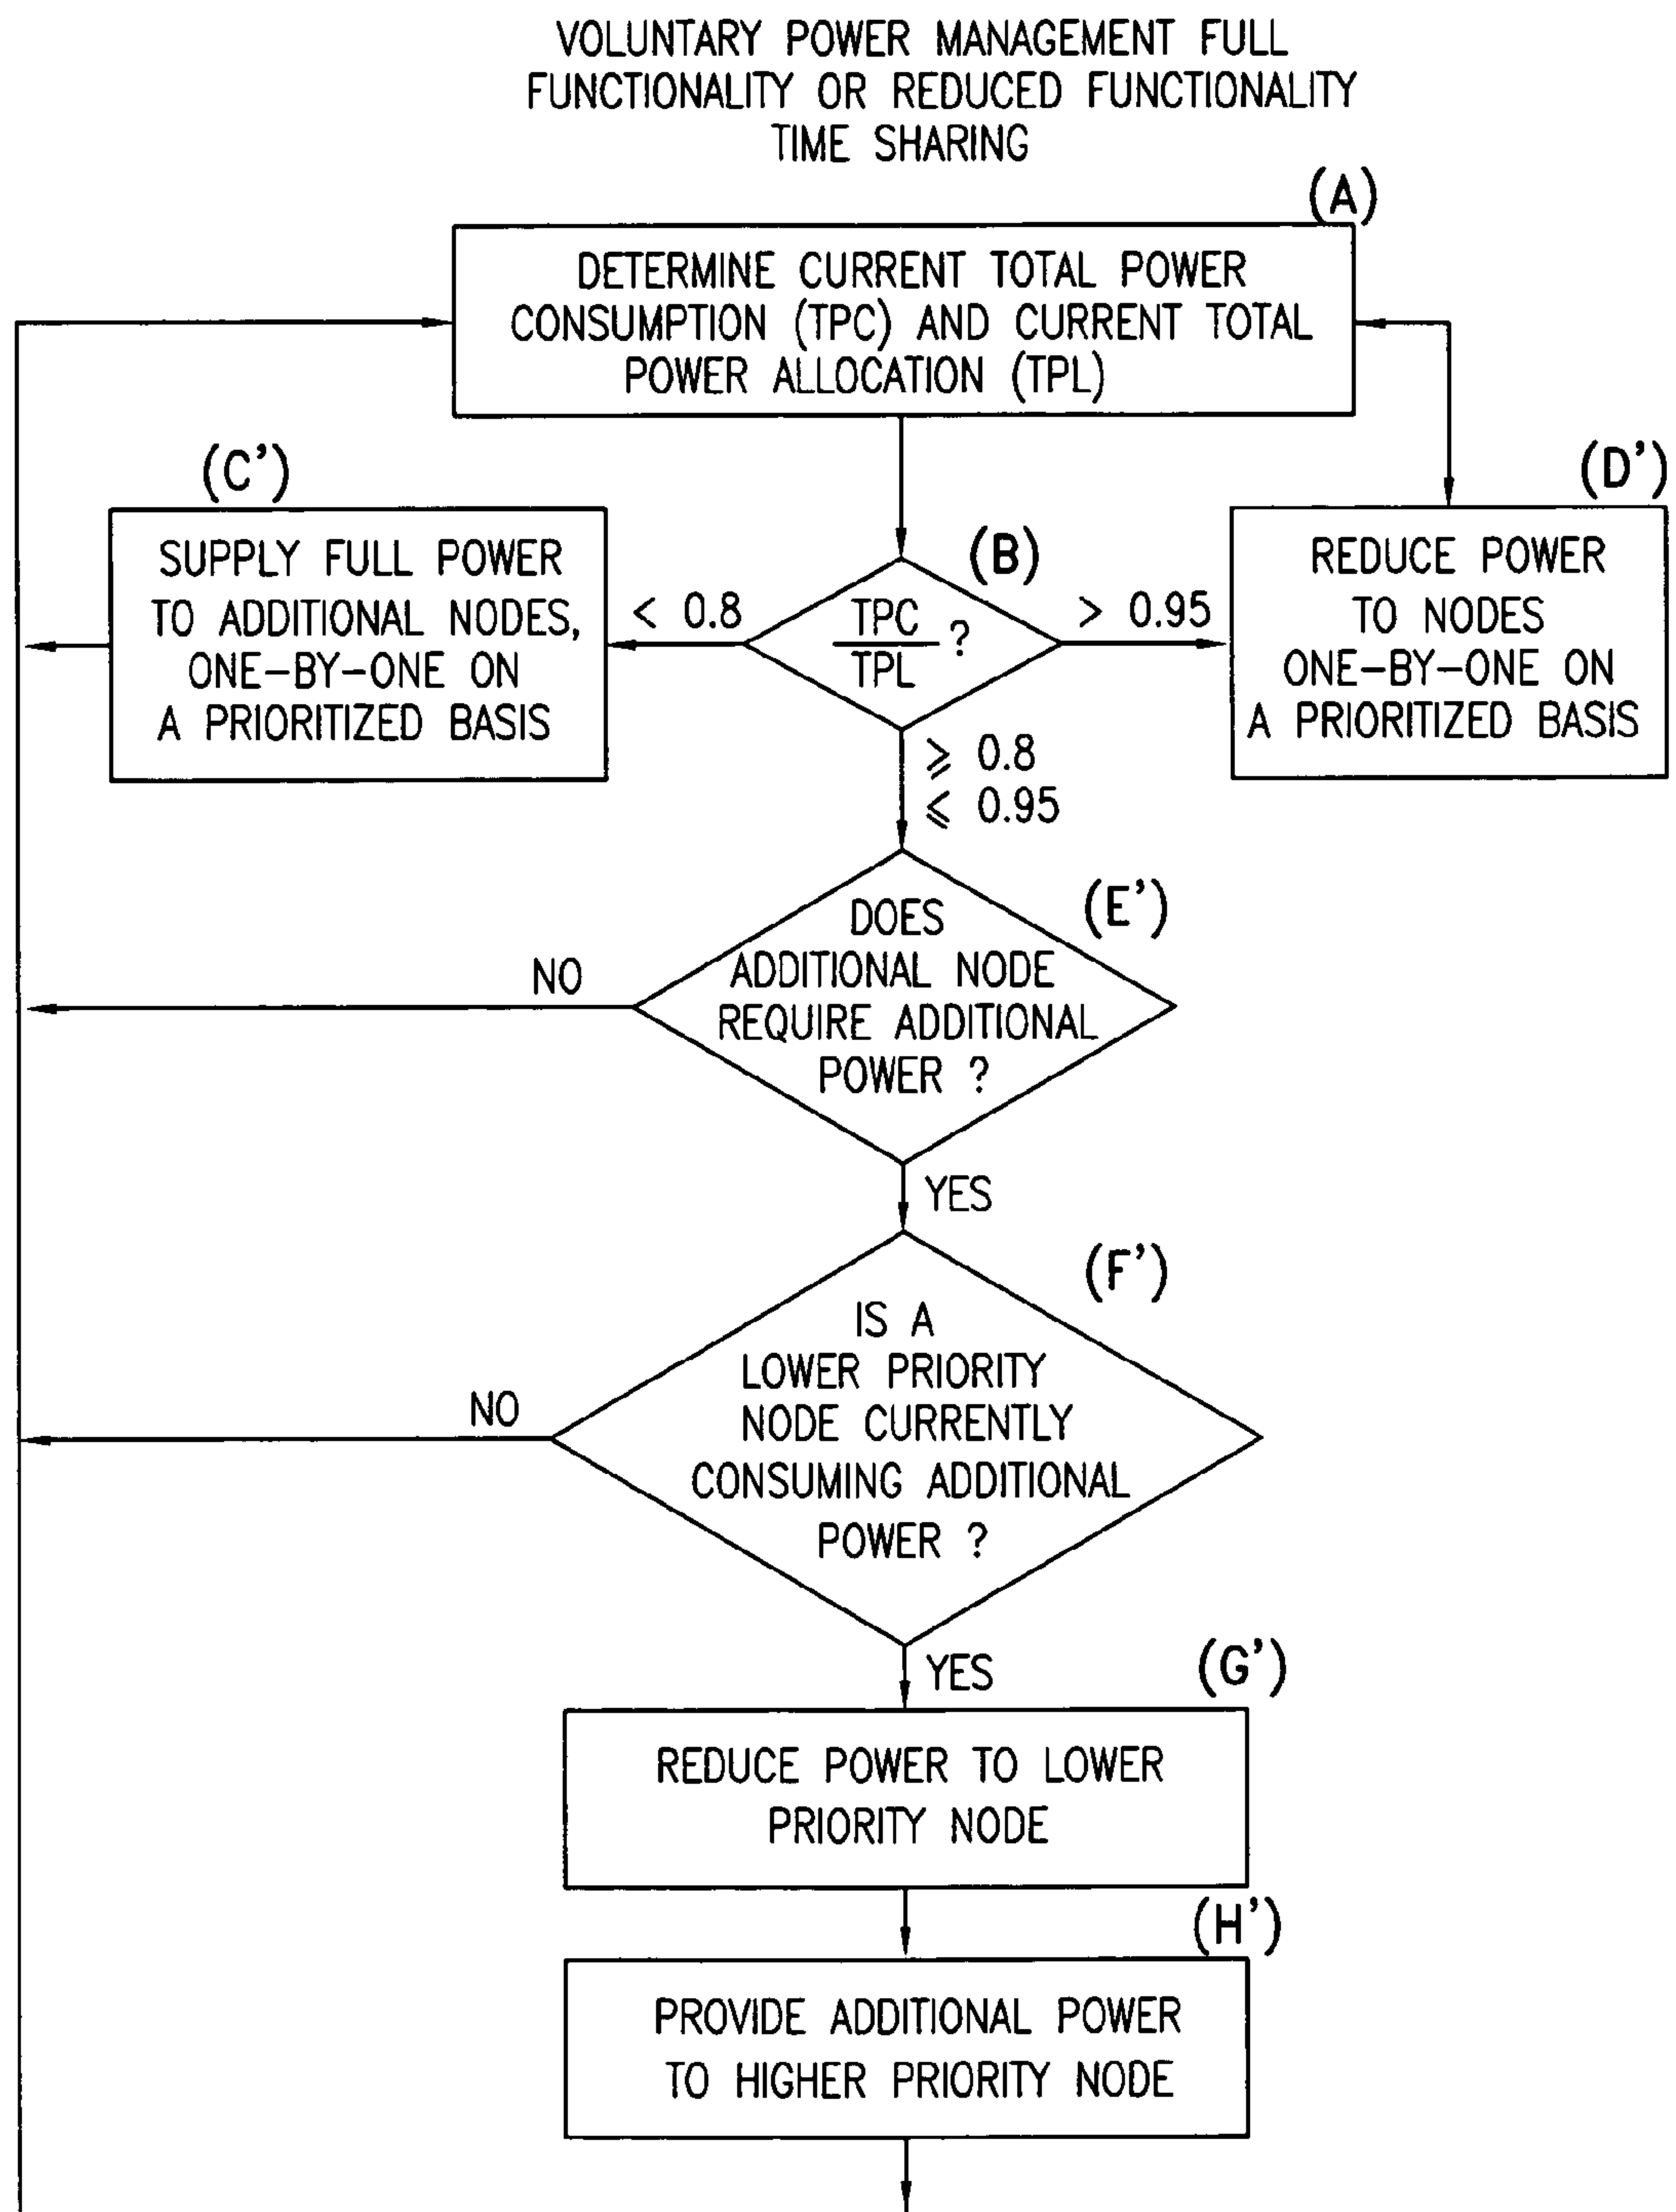 VOLUNTARY POWER MANAGEMENT FULL
FUNCTIONALITY OR REDUCED FUNCTIONALITY
TIME SHARING
(A)
DETERMINE CURRENT TOTAL POWER
CONSUMPTION (TPC) AND CURRENT TOTAL
POWER ALLOCATION (TPL)
(C')
SUPPLY FULL POWER
TO ADDITIONAL NODES,
ONE-BY-ONE ON
A PRIORITIZED BASIS
< 0.8
(B)
TPC
TPL
?
> 0.95
(D')
REDUCE POWER
TO NODES
ONE-BY-ONE ON
A PRIORITIZED BASIS
⩾ 0.8
⩽ 0.95
(E')
DOES
ADDITIONAL NODE
REQUIRE ADDITIONAL
POWER ?
NO
YES
(F')
IS A
LOWER PRIORITY
NODE CURRENTLY
CONSUMING ADDITIONAL
POWER ?
NO
YES
(G')
REDUCE POWER TO LOWER
PRIORITY NODE
(H')
PROVIDE ADDITIONAL POWER
TO HIGHER PRIORITY NODE